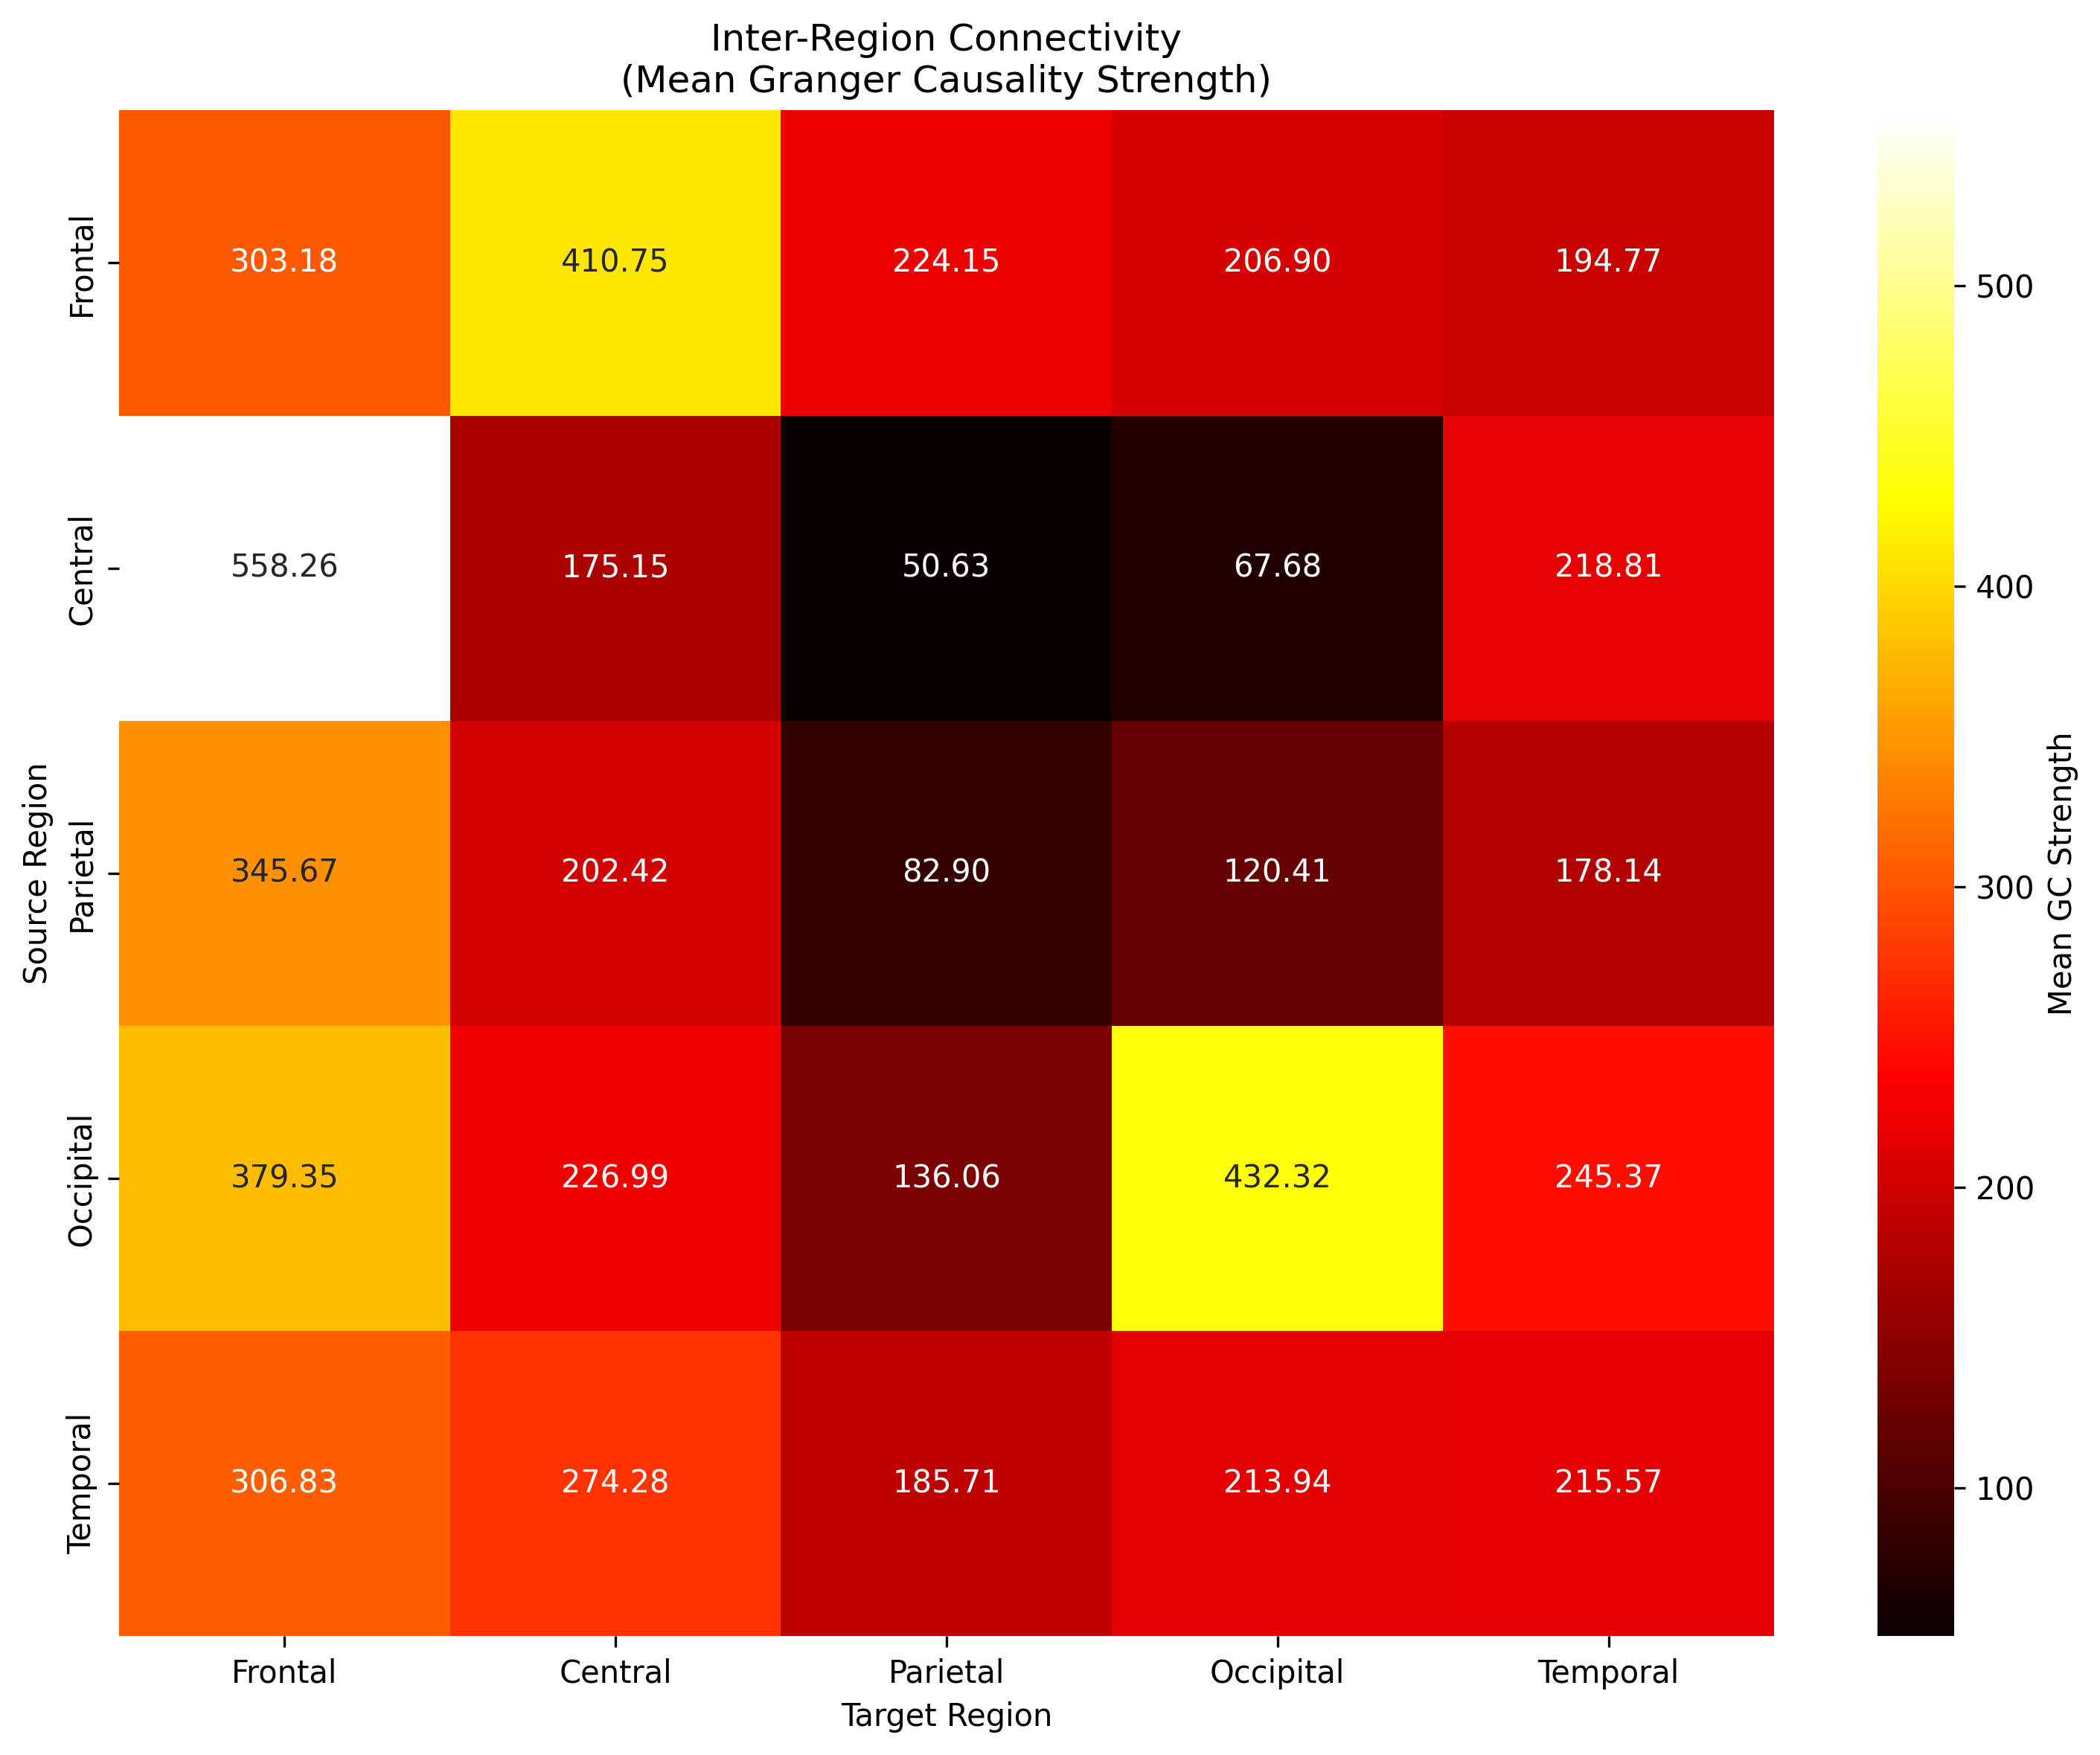 Inter-Region Connectivity
(Mean Granger Causality Strength)
Source Region
Frontal
303.18 410.75 224.15 206.90 194.77
Central
558.26 175.15 50.63 67.68 218.81
Parietal
345.67 202.42 82.90 120.41 178.14
Occipital
379.35 226.99 136.06 432.32 245.37
Temporal
306.83 274.28 185.71 213.94 215.57
Frontal Central Parietal Occipital Temporal
Target Region
500
400
300
200
100
Mean GC Strength